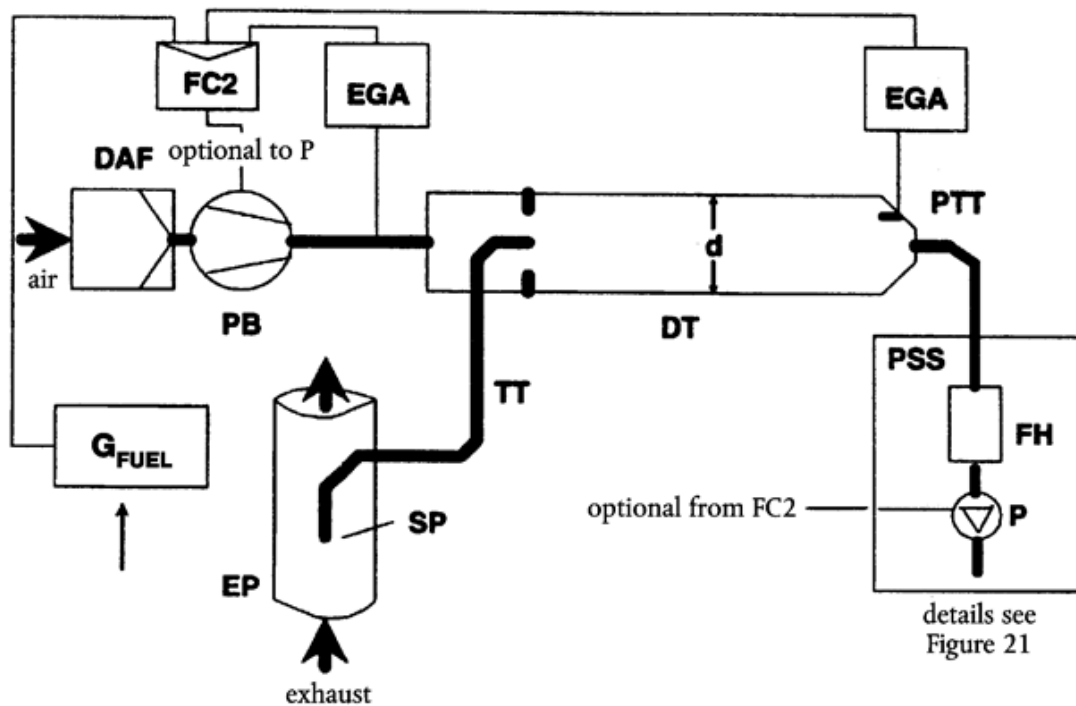 FC2
EGA
EGA
DAF
optional to P
air
PB
d
PTT
DT
PSS
TT
FH
G FUEL
SP
optional from FC2
P
EP
details see
Figure 21
exhaust